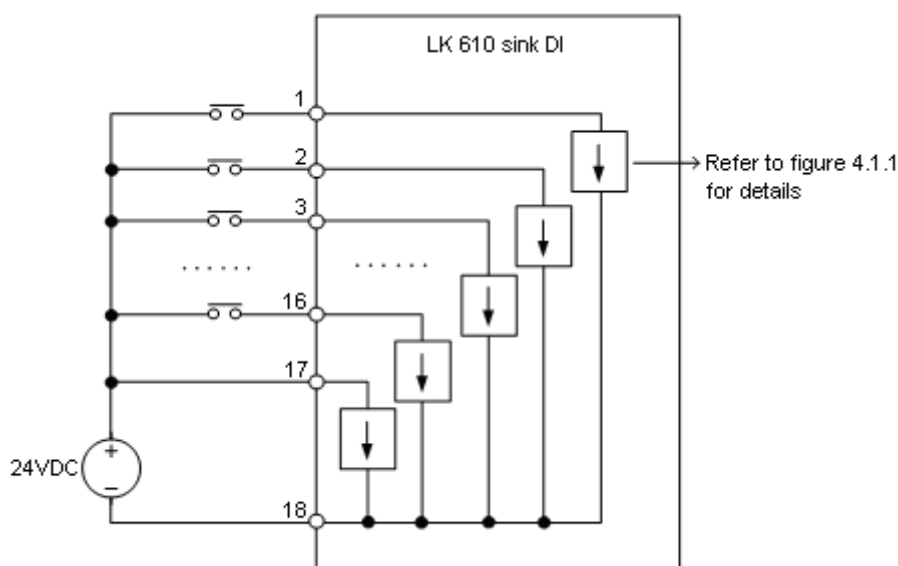 LK 610 sink DI
1
2
Refer to figure 4.1.1
for details
3
......
......
16
17
24VDC
+
−
18